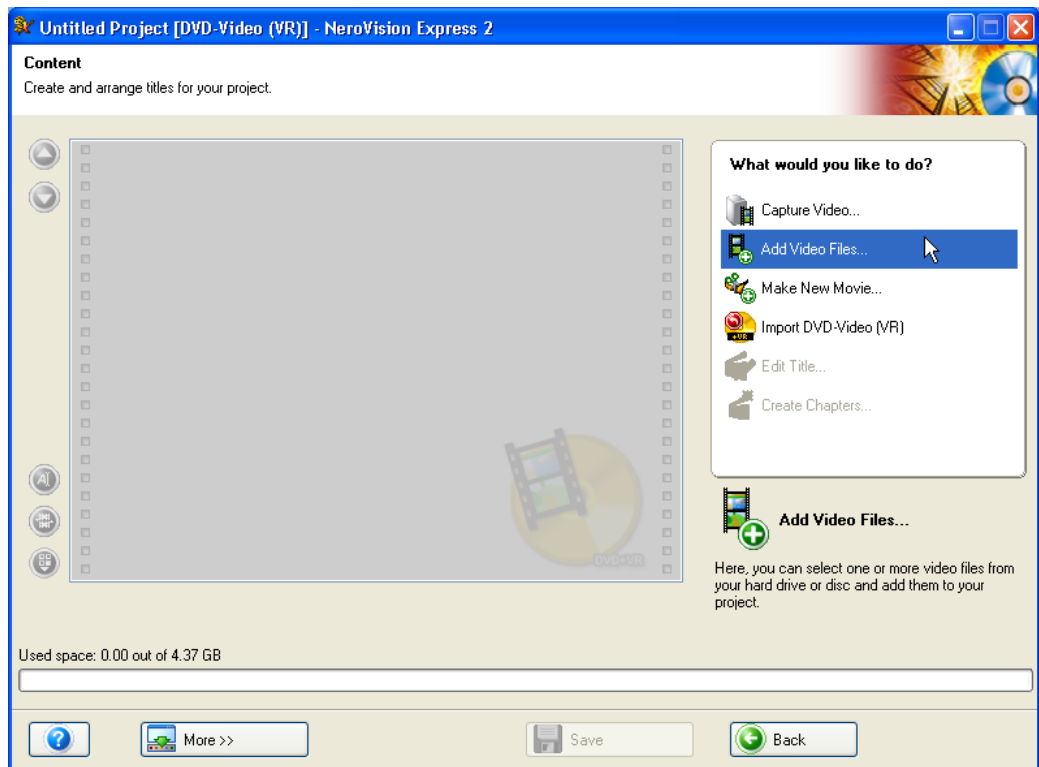 Untitled Project [DVD-Video (VR)] - NeroVision Express 2
Content
Create and arrange titles for your project.
What would you like to do?
Capture Video...
Add Video Files...
Make New Movie...
+VR
Import DVD-Video (VR)
Edit Title...
Create Chapters...
DVD+VR
Add Video Files...
Here, you can select one or more video files from
your hard drive or disc and add them to your
project.
Used space: 0.00 out of 4.37 GB
More >>
Save
Back